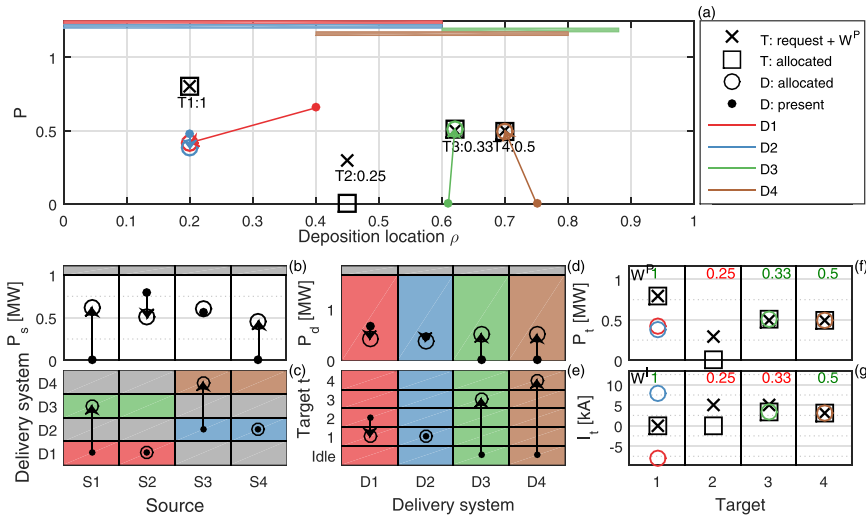 (a)
1
0.5
0
P
T1:1
T2:0.25
T3:0.33
T4:0.5
0 0.1 0.2 0.3 0.4 0.5 0.6 0.7 0.8 0.9 1
Deposition location ρ
T: request + W^P
T: allocated
D: allocated
D: present
D1
D2
D3
D4
(b)
1
0.5
0
P_s [MW]
(d)
1
0
P_d [MW]
(f)
W^P
1 0.25 0.33 0.5
1
0.5
0
P_t [MW]
(c)
D4
D3
D2
D1
Delivery system
S1 S2 S3 S4
Source
(e)
4
3
2
1
Idle
Target t
D1 D2 D3 D4
Delivery system
(g)
W^I
1 0.25 0.33 0.5
10
5
0
-5
I_t [kA]
1 2 3 4
Target